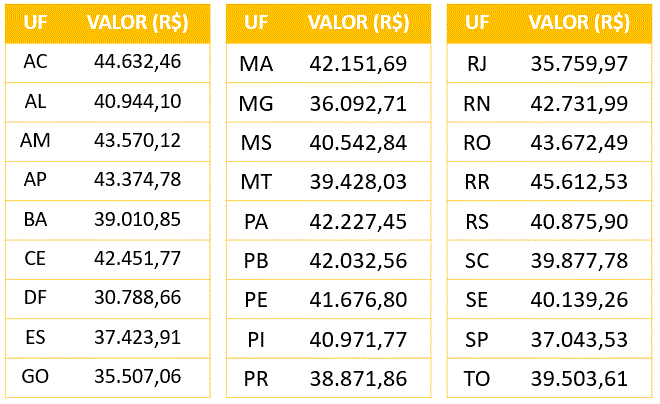 UF VALOR (R$)
AC 44.632,46
AL 40.944,10
AM 43.570,12
AP 43.374,78
BA 39.010,85
CE 42.451,77
DF 30.788,66
ES 37.423,91
GO 35.507,06
UF VALOR (R$)
MA 42.151,69
MG 36.092,71
MS 40.542,84
MT 39.428,03
PA 42.227,45
PB 42.032,56
PE 41.676,80
PI 40.971,77
PR 38.871,86
UF VALOR (R$)
RJ 35.759,97
RN 42.731,99
RO 43.672,49
RR 45.612,53
RS 40.875,90
SC 39.877,78
SE 40.139,26
SP 37.043,53
TO 39.503,61